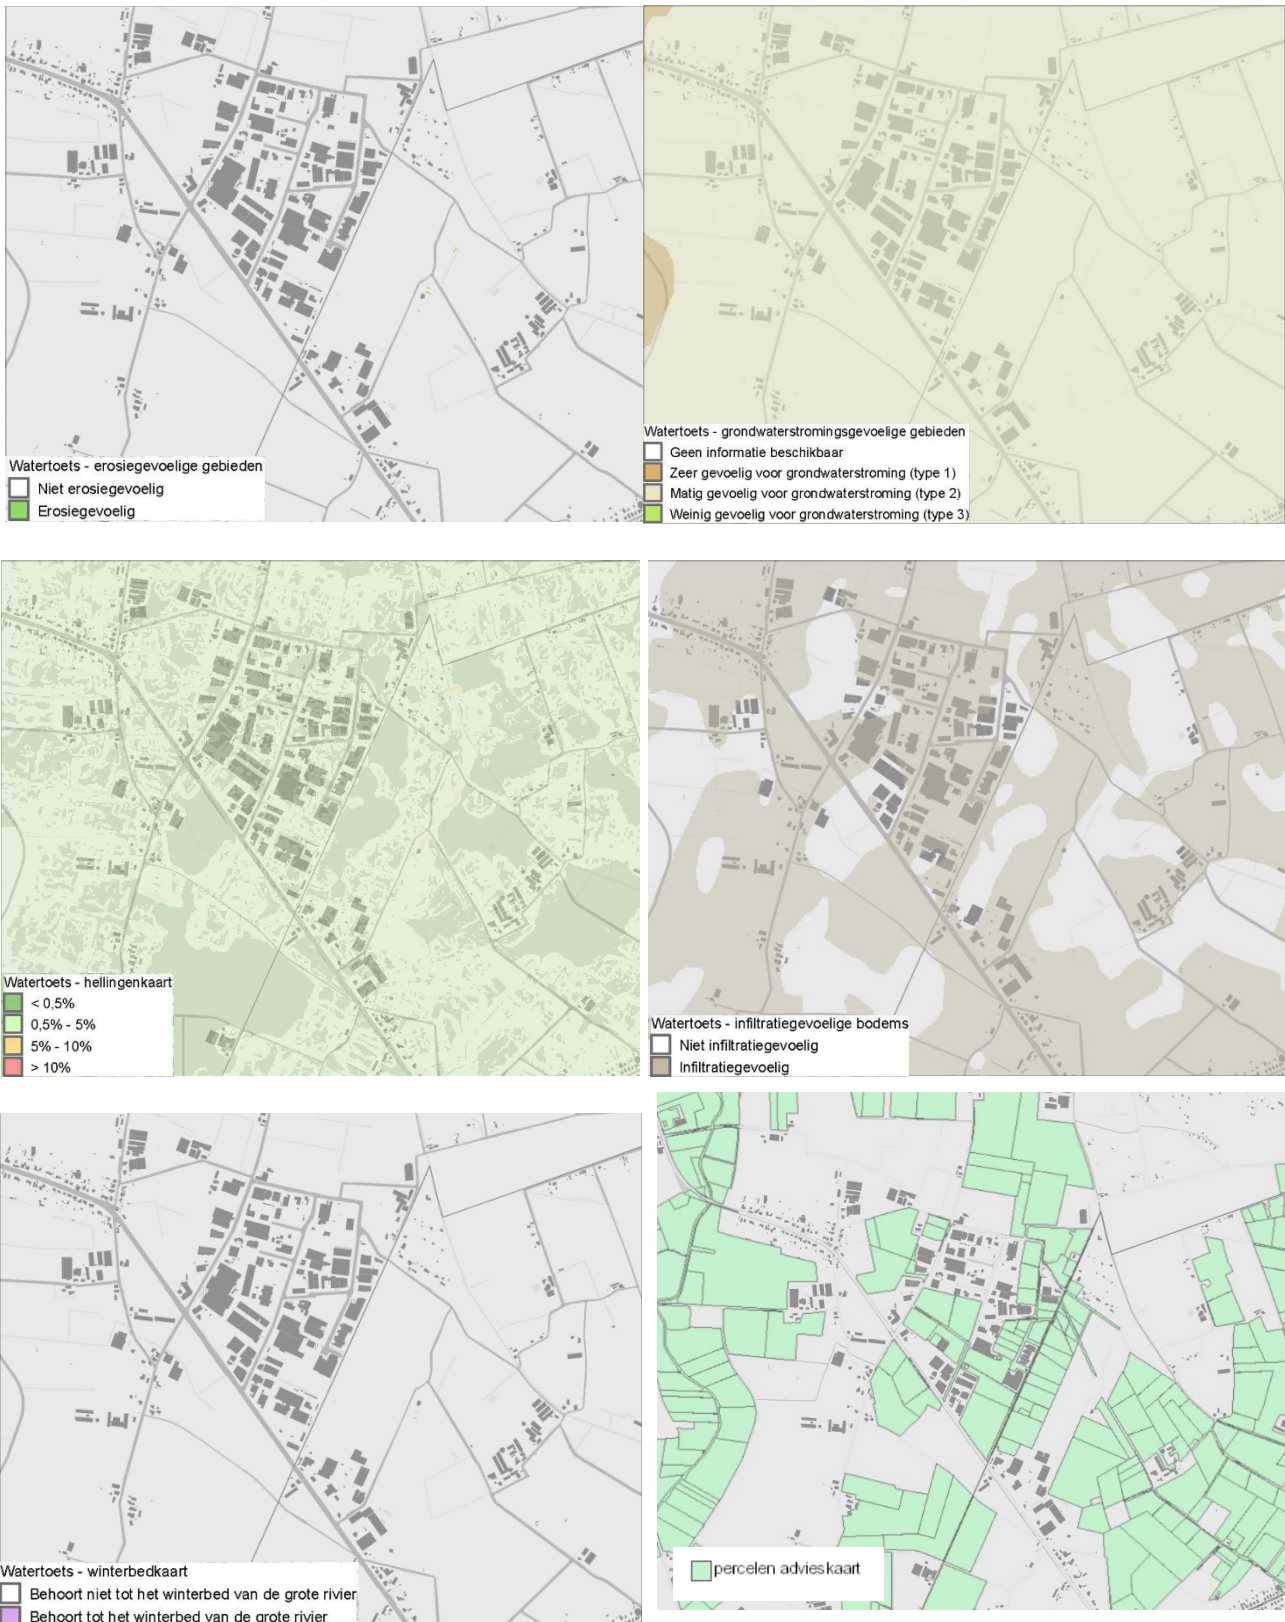 Watertoets - erosiegevoelige gebieden
Niet erosiegevoelig
Erosiegevoelig
Watertoets - grondwaterstromingsgevoelige gebieden
Geen informatie beschikbaar
Zeer gevoelig voor grondwaterstroming (type 1)
Matig gevoelig voor grondwaterstroming (type 2)
Weinig gevoelig voor grondwaterstroming (type 3)
Watertoets - hellingenkaart
< 0,5%
0,5% - 5%
5% - 10%
> 10%
Watertoets - infiltratiegevoelige bodems
Niet infiltratiegevoelig
Infiltratiegevoelig
Watertoets - winterbedkaart
Behoort niet tot het winterbed van de grote rivier
Behoort tot het winterbed van de grote rivier
percelen advieskaart